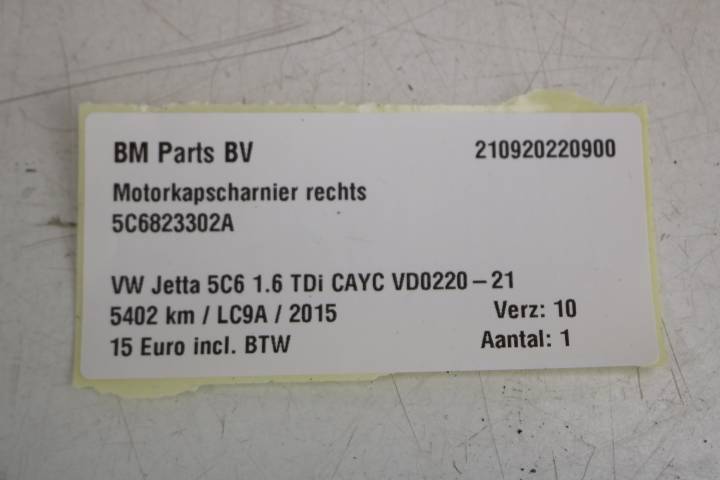 BM Parts BV 210920220900
Motorkapscharnier rechts
5C6823302A
VW Jetta 5C6 1.6 TDi CAYC VD0220-21
5402 km / LC9A / 2015 Verz: 10
15 Euro incl. BTW Aantal: 1